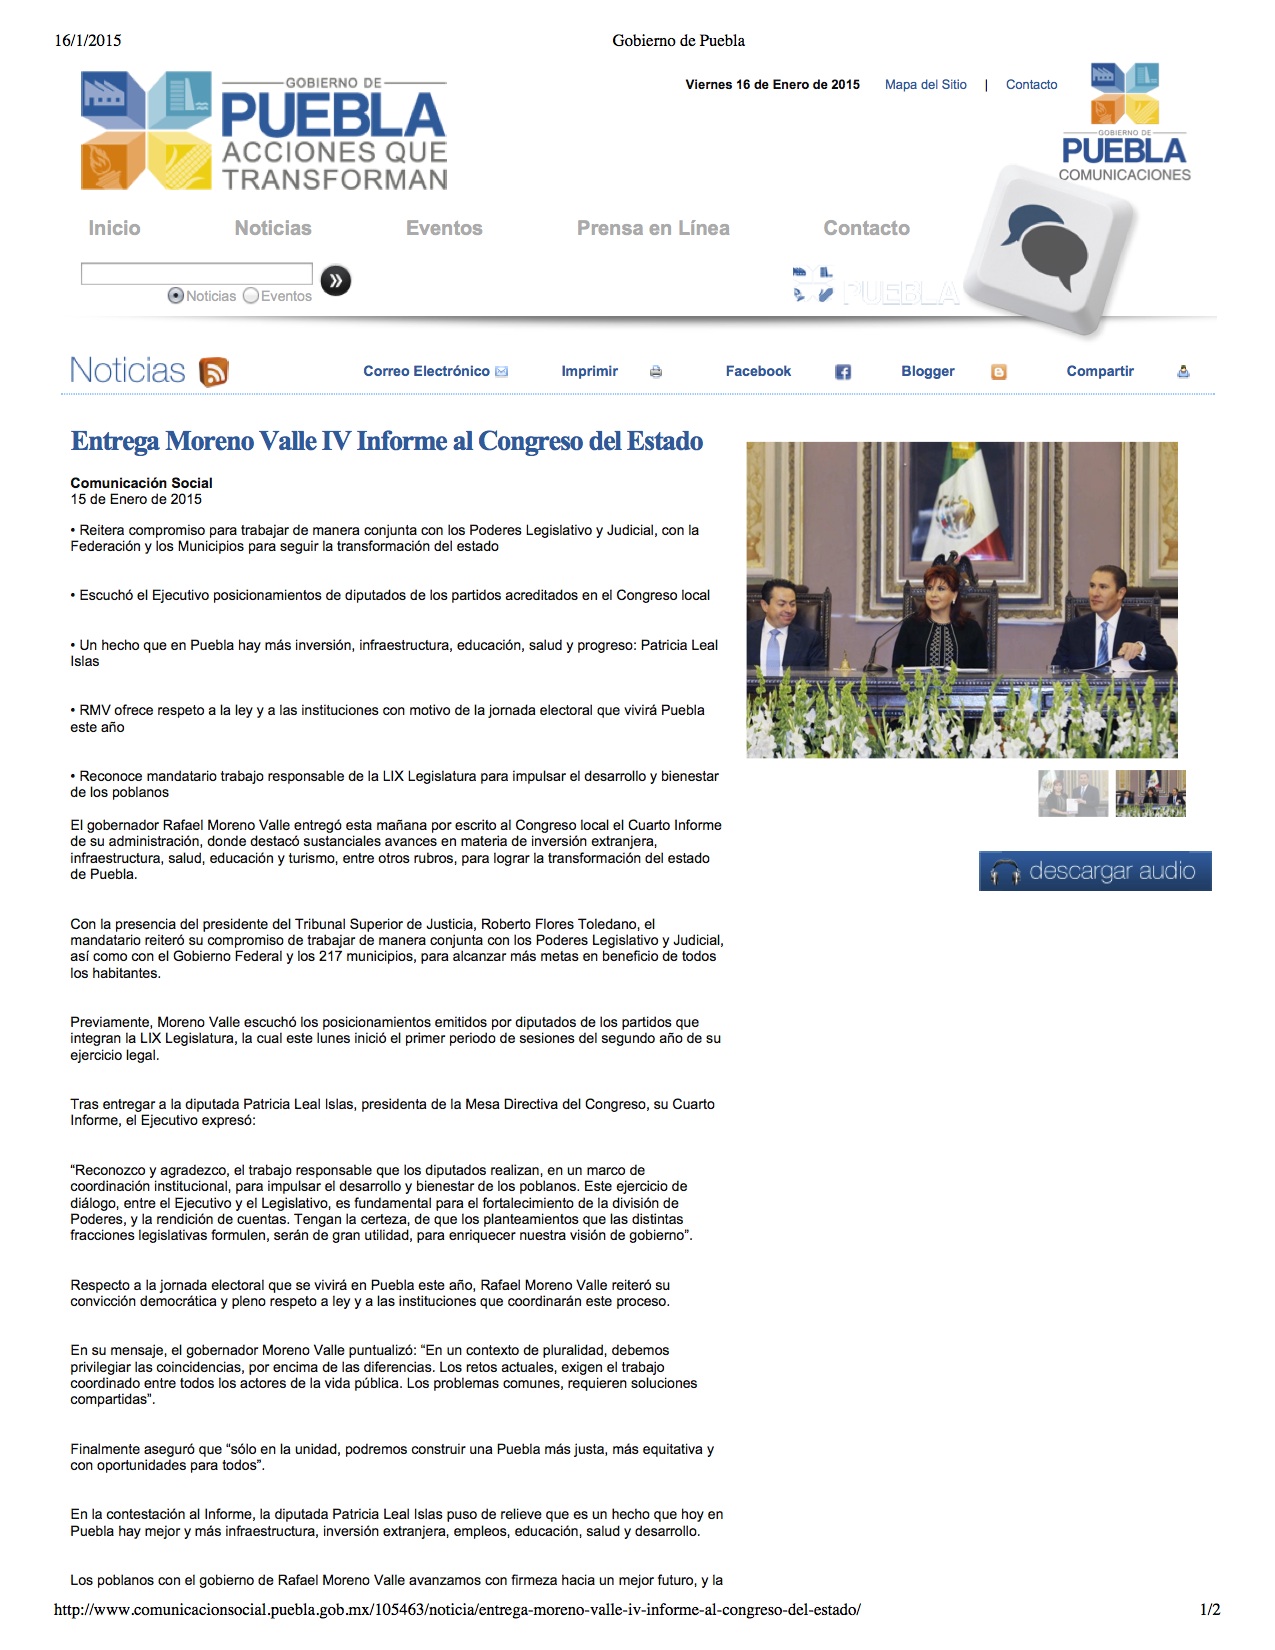 16/1/2015 Gobierno de Puebla
GOBIERNO DE
PUEBLA
ACCIONES QUE
TRANSFORMAN
Viernes 16 de Enero de 2015 Mapa del Sitio | Contacto
GOBIERNO DE
PUEBLA
COMUNICACIONES
Inicio Noticias Eventos Prensa en Línea Contacto
Noticias Eventos
PUEBLA
Noticias Correo Electrónico Imprimir Facebook Blogger Compartir
Entrega Moreno Valle IV Informe al Congreso del Estado
Comunicación Social
15 de Enero de 2015
• Reitera compromiso para trabajar de manera conjunta con los Poderes Legislativo y Judicial, con la
Federación y los Municipios para seguir la transformación del estado
• Escuchó el Ejecutivo posicionamientos de diputados de los partidos acreditados en el Congreso local
• Un hecho que en Puebla hay más inversión, infraestructura, educación, salud y progreso: Patricia Leal
Islas
• RMV ofrece respeto a la ley y a las instituciones con motivo de la jornada electoral que vivirá Puebla
este año
• Reconoce mandatario trabajo responsable de la LIX Legislatura para impulsar el desarrollo y bienestar
de los poblanos
El gobernador Rafael Moreno Valle entregó esta mañana por escrito al Congreso local el Cuarto Informe
de su administración, donde destacó sustanciales avances en materia de inversión extranjera,
infraestructura, salud, educación y turismo, entre otros rubros, para lograr la transformación del estado
de Puebla.
descargar audio
Con la presencia del presidente del Tribunal Superior de Justicia, Roberto Flores Toledano, el
mandatario reiteró su compromiso de trabajar de manera conjunta con los Poderes Legislativo y Judicial,
así como con el Gobierno Federal y los 217 municipios, para alcanzar más metas en beneficio de todos
los habitantes.
Previamente, Moreno Valle escuchó los posicionamientos emitidos por diputados de los partidos que
integran la LIX Legislatura, la cual este lunes inició el primer periodo de sesiones del segundo año de su
ejercicio legal.
Tras entregar a la diputada Patricia Leal Islas, presidenta de la Mesa Directiva del Congreso, su Cuarto
Informe, el Ejecutivo expresó:
“Reconozco y agradezco, el trabajo responsable que los diputados realizan, en un marco de
coordinación institucional, para impulsar el desarrollo y bienestar de los poblanos. Este ejercicio de
diálogo, entre el Ejecutivo y el Legislativo, es fundamental para el fortalecimiento de la división de
Poderes, y la rendición de cuentas. Tengan la certeza, de que los planteamientos que las distintas
fracciones legislativas formulen, serán de gran utilidad, para enriquecer nuestra visión de gobierno”.
Respecto a la jornada electoral que se vivirá en Puebla este año, Rafael Moreno Valle reiteró su
convicción democrática y pleno respeto a ley y a las instituciones que coordinarán este proceso.
En su mensaje, el gobernador Moreno Valle puntualizó: “En un contexto de pluralidad, debemos
privilegiar las coincidencias, por encima de las diferencias. Los retos actuales, exigen el trabajo
coordinado entre todos los actores de la vida pública. Los problemas comunes, requieren soluciones
compartidas”.
Finalmente aseguró que “sólo en la unidad, podremos construir una Puebla más justa, más equitativa y
con oportunidades para todos”.
En la contestación al Informe, la diputada Patricia Leal Islas puso de relieve que es un hecho que hoy en
Puebla hay mejor y más infraestructura, inversión extranjera, empleos, educación, salud y desarrollo.
Los poblanos con el gobierno de Rafael Moreno Valle avanzamos con firmeza hacia un mejor futuro, y la
http://www.comunicacionsocial.puebla.gob.mx/105463/noticia/entrega-moreno-valle-iv-informe-al-congreso-del-estado/ 1/2